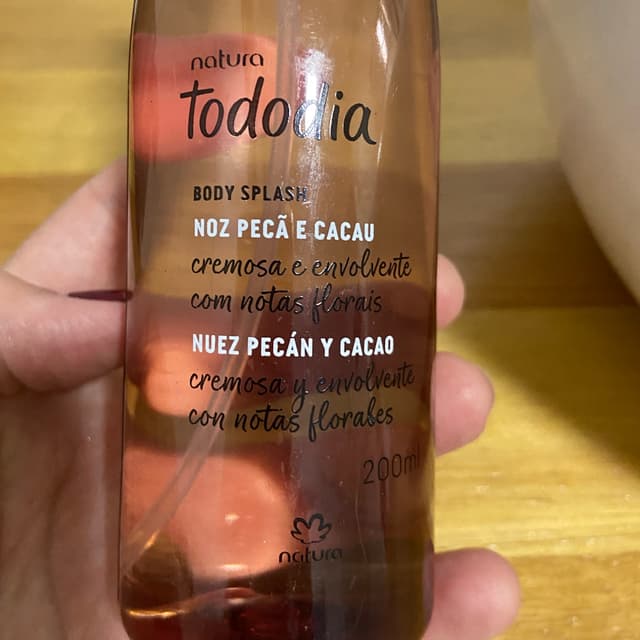 natura
tododia
BODY SPLASH
NOZ PECÃ E CACAU
cremosa e envolvente
com notas florais
NUEZ PECÁN Y CACAO
cremosa y envolvente
con notas florales
200ml
natura